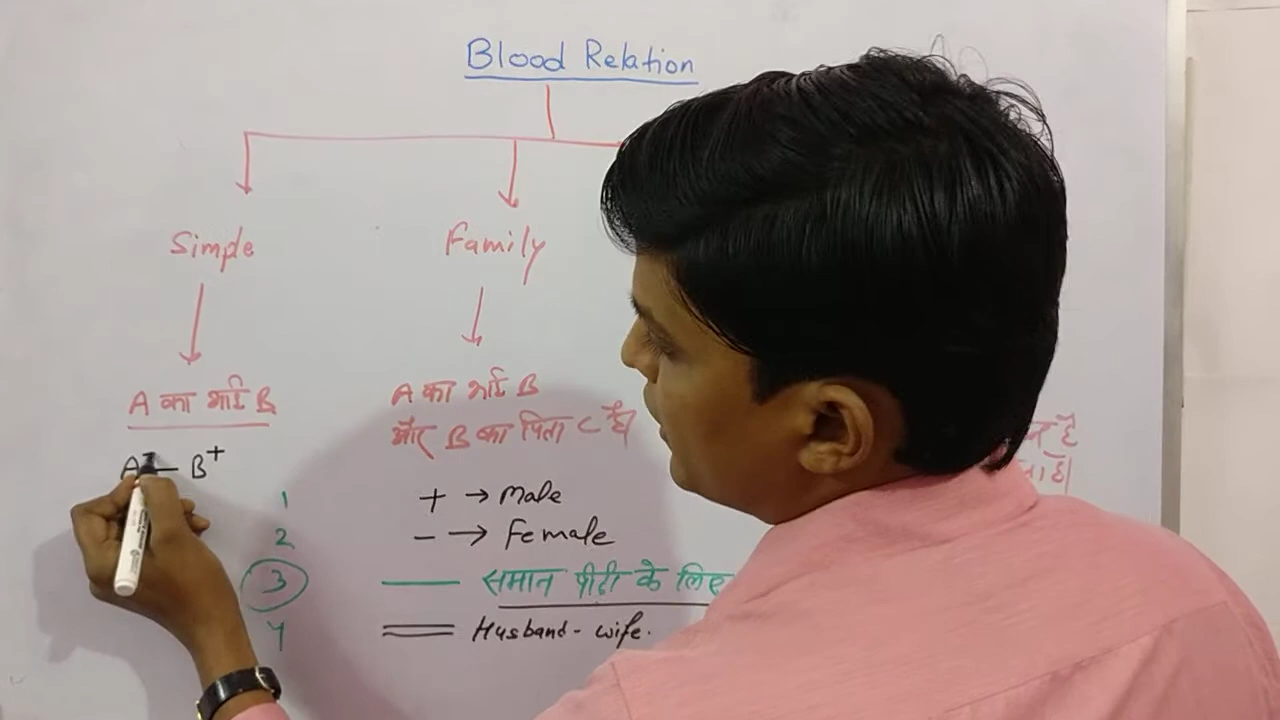 Blood Relation
Simple
Family
A का भाई B
A का भाई B
और B का पिता C है।
A — B +
1
+ → Male
2
- → Female
3
समान पीढ़ी के लिए
4
Husband - wife.
है